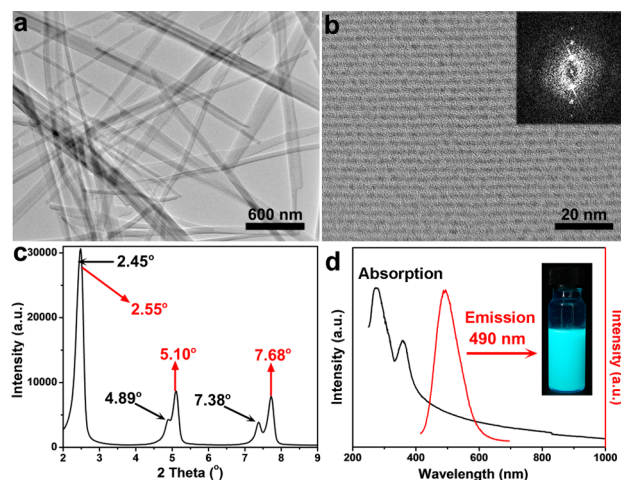 a
600 nm
b
20 nm
c
Intensity (a.u.)
30000
20000
10000
0
2.45°
2.55°
4.89°
5.10°
7.38°
7.68°
2 3 4 5 6 7 8 9
2 Theta (°)
d
Intensity (a.u.)
Absorption
Emission
490 nm
Intensity (a.u.)
200 400 600 800 1000
Wavelength (nm)